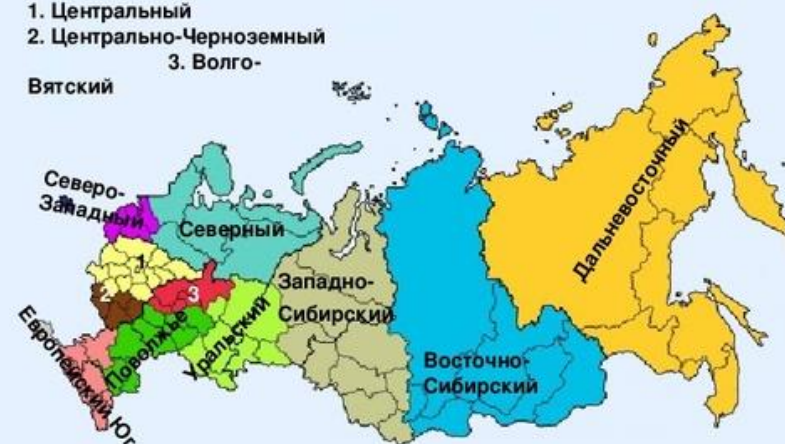 1. Центральный
2. Центрально-Черноземный
3. Волго-
Вятский
Северо-
Западный
Северный
1
2
3
Западно-
Сибирский
Уральский
Поволжье
Европейский Юг
Восточно-
Сибирский
Дальневосточный